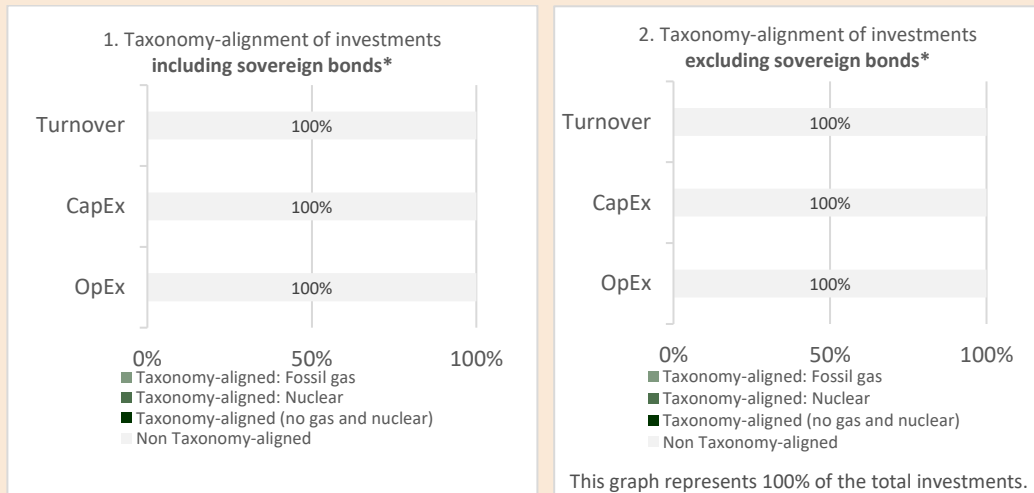 1. Taxonomy-alignment of investments
including sovereign bonds*
Turnover
100%
CapEx
100%
OpEx
100%
0%
50%
100%
Taxonomy-aligned: Fossil gas
Taxonomy-aligned: Nuclear
Taxonomy-aligned (no gas and nuclear)
Non Taxonomy-aligned
2. Taxonomy-alignment of investments
excluding sovereign bonds*
Turnover
100%
CapEx
100%
OpEx
100%
0%
50%
100%
Taxonomy-aligned: Fossil gas
Taxonomy-aligned: Nuclear
Taxonomy-aligned (no gas and nuclear)
Non Taxonomy-aligned
This graph represents 100% of the total investments.